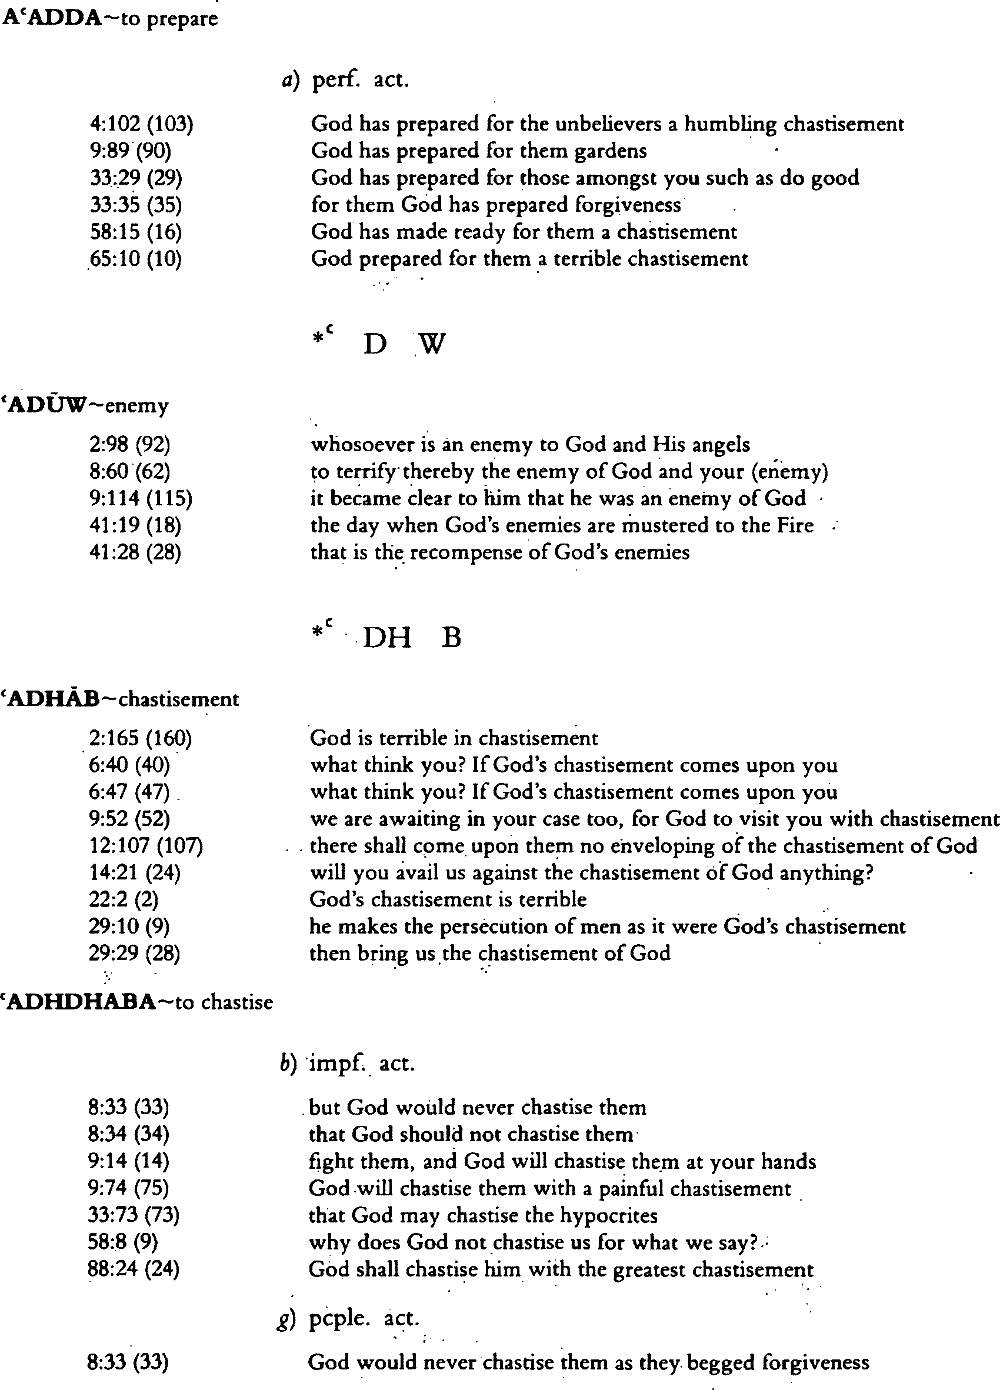 AʿADDA~to prepare
a) perf. act.
4:102 (103) God has prepared for the unbelievers a humbling chastisement
9:89 (90) God has prepared for them gardens
33:29 (29) God has prepared for those amongst you such as do good
33:35 (35) for them God has prepared forgiveness
58:15 (16) God has made ready for them a chastisement
65:10 (10) God prepared for them a terrible chastisement
*ʿ D W
ʿADŪW~enemy
2:98 (92) whosoever is an enemy to God and His angels
8:60 (62) to terrify thereby the enemy of God and your (enemy)
9:114 (115) it became clear to him that he was an enemy of God
41:19 (18) the day when God's enemies are mustered to the Fire
41:28 (28) that is the recompense of God's enemies
*ʿ DH B
ʿADHĀB~chastisement
2:165 (160) God is terrible in chastisement
6:40 (40) what think you? If God's chastisement comes upon you
6:47 (47) what think you? If God's chastisement comes upon you
9:52 (52) we are awaiting in your case too, for God to visit you with chastisement
12:107 (107) there shall come upon them no enveloping of the chastisement of God
14:21 (24) will you avail us against the chastisement of God anything?
22:2 (2) God's chastisement is terrible
29:10 (9) he makes the persecution of men as it were God's chastisement
29:29 (28) then bring us the chastisement of God
ʿADHDHABA~to chastise
b) impf. act.
8:33 (33) but God would never chastise them
8:34 (34) that God should not chastise them
9:14 (14) fight them, and God will chastise them at your hands
9:74 (75) God will chastise them with a painful chastisement
33:73 (73) that God may chastise the hypocrites
58:8 (9) why does God not chastise us for what we say?
88:24 (24) God shall chastise him with the greatest chastisement
g) pcple. act.
8:33 (33) God would never chastise them as they begged forgiveness